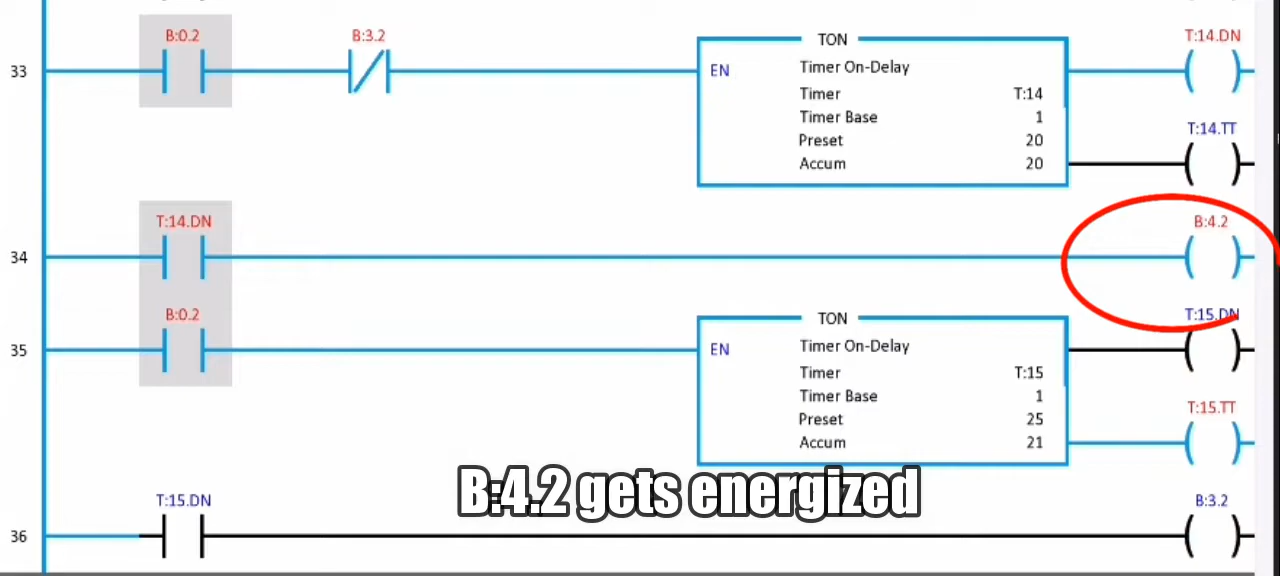 B:0.2 B:3.2 TON T:14.DN
33 EN Timer On-Delay
Timer T:14
Timer Base 1
T:14.TT
Preset 20
Accum 20
T:14.DN B:4.2
34
B:0.2 TON T:15.DN
35 EN Timer On-Delay
Timer T:15
Timer Base 1
T:15.TT
Preset 25
Accum 21
B:4.2 gets energized
T:15.DN B:3.2
36